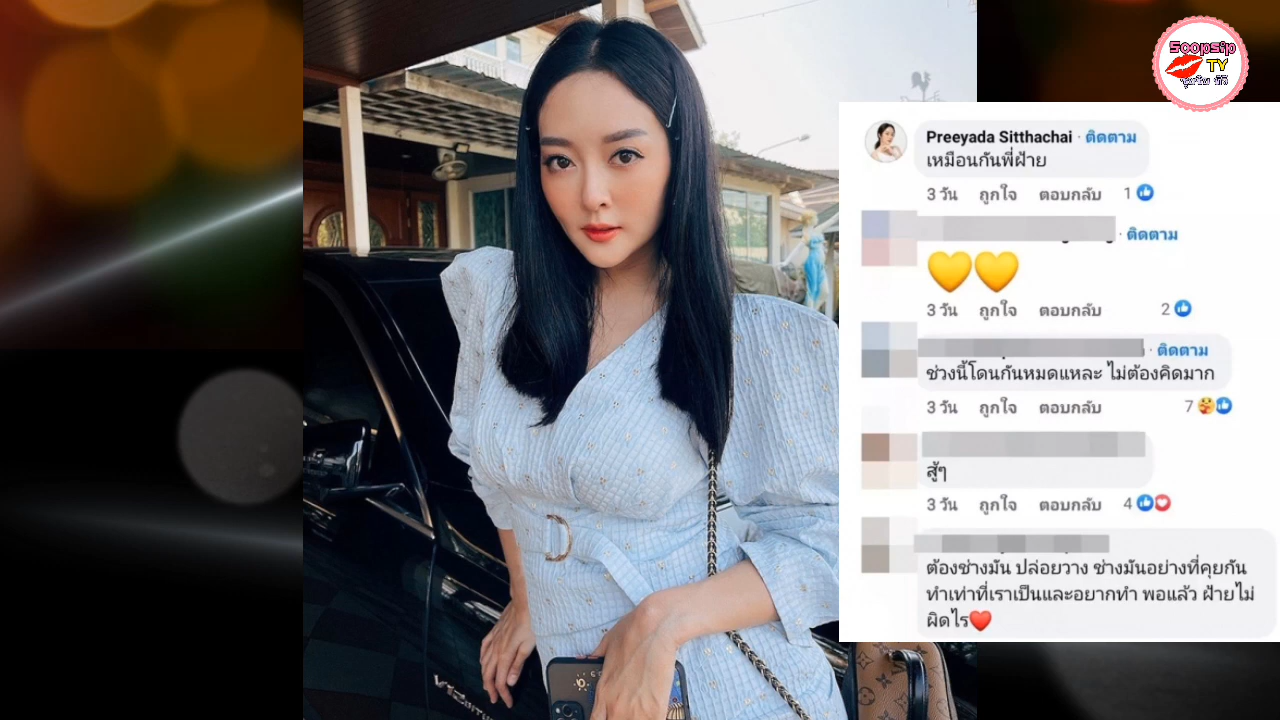 Soopsip
TY
ซุบซิบ ทีวี
Preeyada Sitthachai · ติดตาม
เหมือนกันพี่ฝ้าย
3 วัน ถูกใจ ตอบกลับ 1
· ติดตาม
3 วัน ถูกใจ ตอบกลับ 2
· ติดตาม
ช่วงนี้โดนกันหมดแหละ ไม่ต้องคิดมาก
3 วัน ถูกใจ ตอบกลับ 7
สู้ๆ
3 วัน ถูกใจ ตอบกลับ 4
ต้องช่างมัน ปล่อยวาง ช่างมันอย่างที่คุยกัน
ทำเท่าที่เราเป็นและอยากทำ พอแล้ว ฝ้ายไม่
ผิดไร❤️
V12